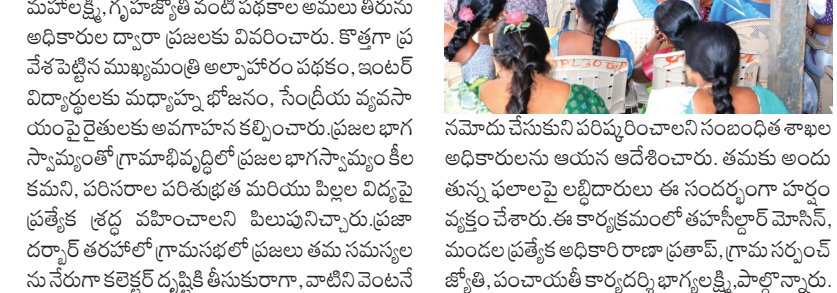 మహాలక్ష్మి, గృహజ్యోతి వంటి పథకాల అమలు తీరును
అధికారుల ద్వారా ప్రజలకు వివరించారు. కొత్తగా ప్ర
వేశపెట్టిన ముఖ్యమంత్రి అల్పాహారం పథకం, ఇంటర్
విద్యార్థులకు మధ్యాహ్న భోజనం, సేంద్రీయ వ్యవసా
యంపై రైతులకు అవగాహన కల్పించారు.ప్రజల భాగ
స్వామ్యంతో గ్రామాభివృద్ధిలో ప్రజల భాగస్వామ్యం కీల
కమని, పరిసరాల పరిశుభ్రత మరియు పిల్లల విద్యపై
ప్రత్యేక శ్రద్ధ వహించాలని పిలుపునిచ్చారు.ప్రజా
దర్బార్ తరహాలో గ్రామసభలో ప్రజలు తమ సమస్యల
ను నేరుగా కలెక్టర్ దృష్టికి తీసుకురాగా, వాటిని వెంటనే
నమోదు చేసుకుని పరిష్కరించాలని సంబంధిత శాఖల
అధికారులను ఆయన ఆదేశించారు. తమకు అందు
తున్న ఫలాలపై లబ్ధిదారులు ఈ సందర్భంగా హర్షం
వ్యక్తం చేశారు.ఈ కార్యక్రమంలో తహసీల్దార్ మోసిన్,
మండల ప్రత్యేక అధికారి రాణా ప్రతాప్, గ్రామ సర్పంచ్
జ్యోతి, పంచాయతీ కార్యదర్శి భాగ్యలక్ష్మి,పాల్గొన్నారు.